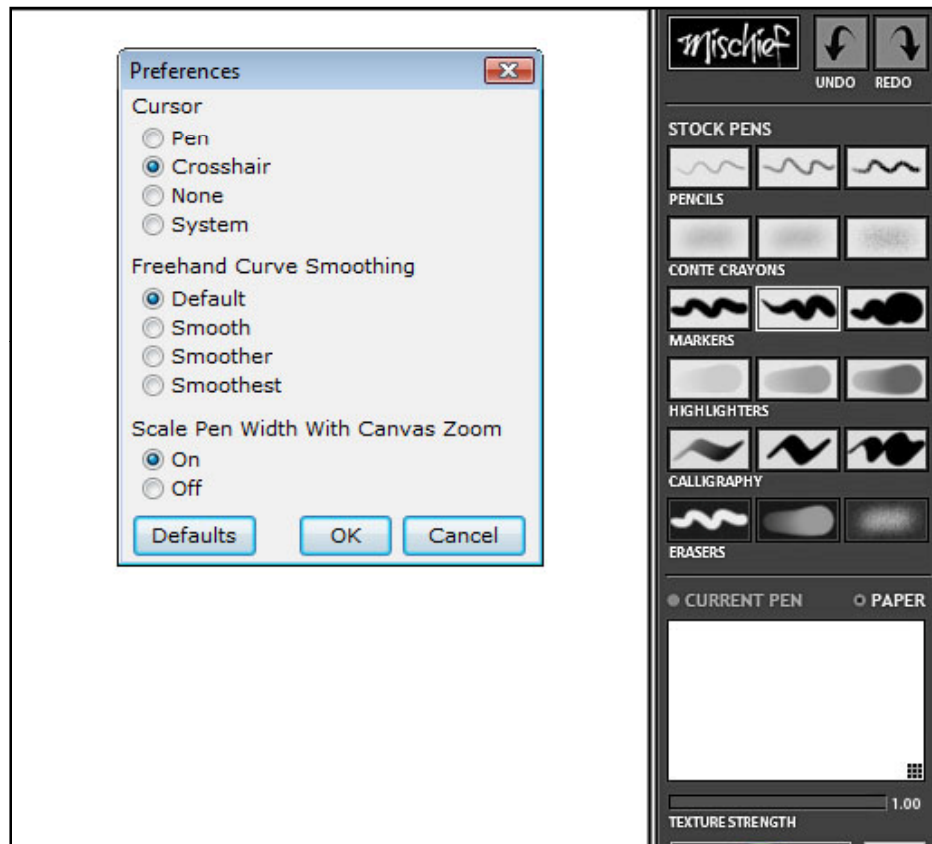 Preferences
Cursor
Pen
Crosshair
None
System
Freehand Curve Smoothing
Default
Smooth
Smoother
Smoothest
Scale Pen Width With Canvas Zoom
On
Off
Defaults OK Cancel
Mischief
UNDO REDO
STOCK PENS
PENCILS
CONTE CRAYONS
MARKERS
HIGHLIGHTERS
CALLIGRAPHY
ERASERS
CURRENT PEN PAPER
1.00
TEXTURE STRENGTH